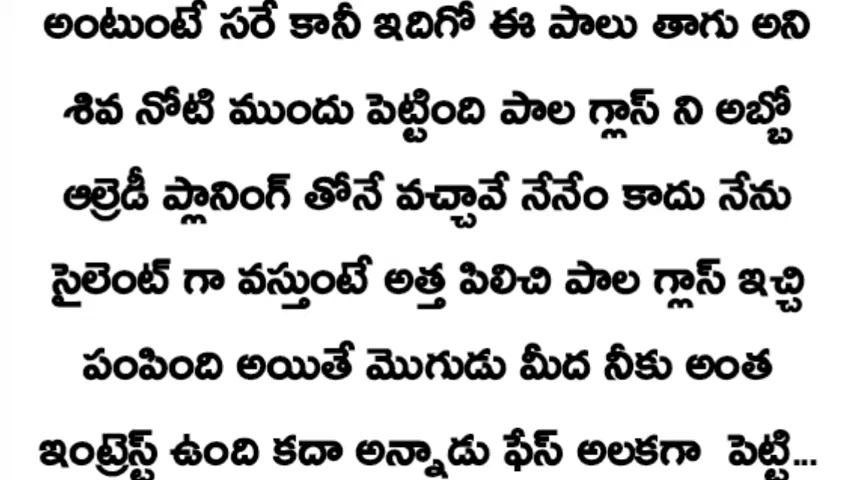 అంటుంటే సరే కానీ ఇదిగో ఈ పాలు తాగు అని
శివ నోటి ముందు పెట్టింది పాల గ్లాస్ ని అబ్బో
ఆల్రెడీ ప్లానింగ్ తోనే వచ్చావే నేనేం కాదు నేను
సైలెంట్ గా వస్తుంటే అత్త పిలిచి పాల గ్లాస్ ఇచ్చి
పంపింది అయితే మొగుడు మీద నీకు అంత
ఇంట్రెస్ట్ ఉంది కదా అన్నాడు ఫేస్ అలకగా పెట్టి...